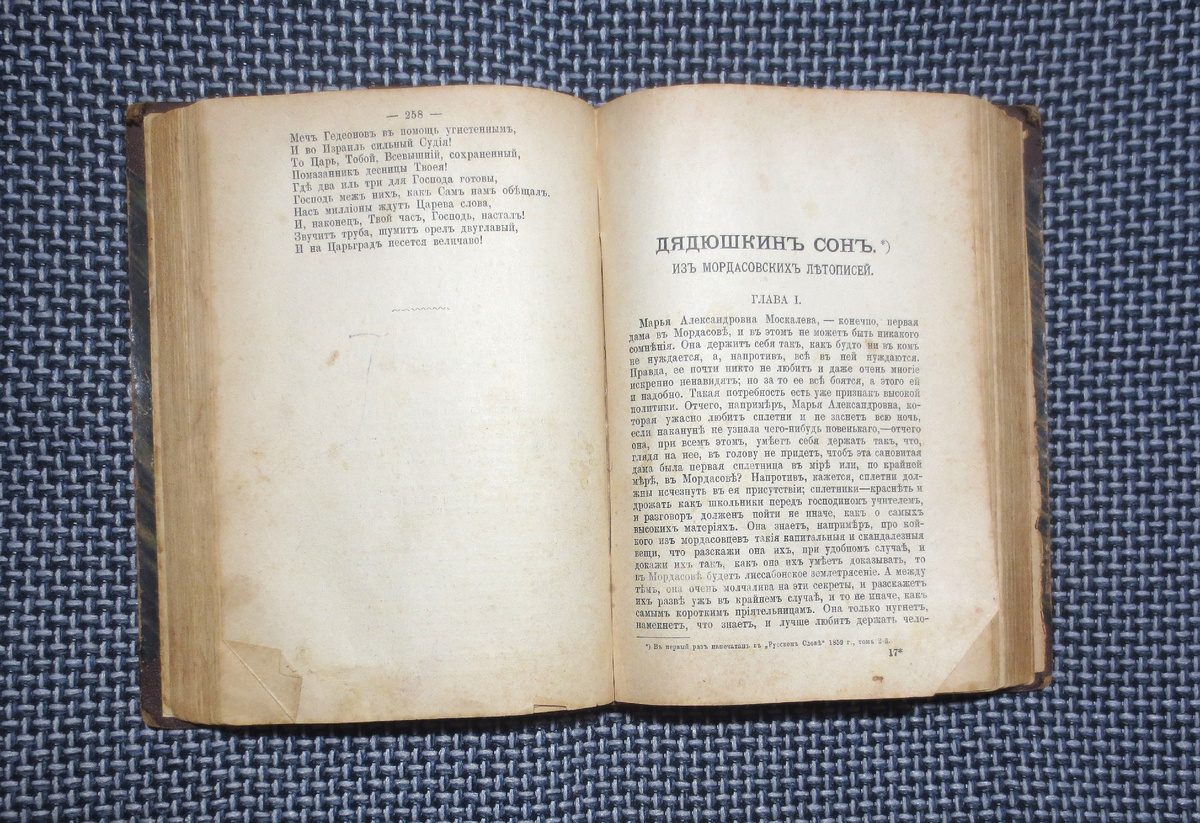 — 258 —
Мечъ Гедеоновъ въ помощь угнетеннымъ,
И во Израилѣ сильный Судія!
То Царь, Тобой, Всевышній, сохраненный,
Помазанникъ десницы Твоея!
Гдѣ два иль три для Господа готовы,
Господь межъ нихъ, какъ Самъ намъ обѣщалъ.
Насъ милліоны ждутъ Царева слова,
И, наконецъ, Твой часъ, Господь, насталъ!
Звучитъ труба, шумитъ орелъ двуглавый,
И на Царьградъ несется величаво!
ДЯДЮШКИНЪ СОНЪ.*)
ИЗЪ МОРДАСОВСКИХЪ ЛѢТОПИСЕЙ.
ГЛАВА I.
Марья Александровна Москалева, — конечно, первая
дама въ Мордасовѣ, и въ этомъ не можетъ быть никакого
сомнѣнія. Она держитъ себя такъ, какъ будто ни въ комъ
не нуждается, а, напротивъ, всѣ въ ней нуждаются.
Правда, ее почти никто не любитъ и даже очень многіе
искренно ненавидятъ; но за то ее всѣ боятся, а этого ей
и надобно. Такая потребность есть уже признакъ высокой
политики. Отчего, напримѣръ, Марья Александровна, ко-
торая ужасно любитъ сплетни и не заснетъ всю ночь,
если наканунѣ не узнала чего-нибудь новенькаго,—отчего
она, при всемъ этомъ, умѣетъ себя держать такъ, что,
глядя на нее, въ голову не придетъ, чтобъ эта сановитая
дама была первая сплетница въ мірѣ или, по крайней
мѣрѣ, въ Мордасовѣ? Напротивъ, кажется, сплетни дол-
жны исчезнуть въ ея присутствіи; сплетники—краснѣть и
дрожать какъ школьники передъ господиномъ учителемъ,
и разговоръ долженъ пойти не иначе, какъ о самыхъ
высокихъ матеріяхъ. Она знаетъ, напримѣръ, про кой-
кого изъ мордасовцевъ такія капитальныя и скандалезныя
вещи, что разскажи она ихъ, при удобномъ случаѣ, и
докажи ихъ такъ, какъ она ихъ умѣетъ доказывать, то
въ Мордасовѣ будетъ лиссабонское землетрясеніе. А между
тѣмъ, она очень молчалива на эти секреты, и разскажетъ
ихъ развѣ ужъ въ крайнемъ случаѣ, и то не иначе, какъ
самымъ короткимъ пріятельницамъ. Она только пугнетъ,
намекнетъ, что знаетъ, и лучше любитъ держать чело-
*) Въ первый разъ напечатанъ въ „Русскомъ Словѣ“ 1859 г., томъ 2-й.
17*